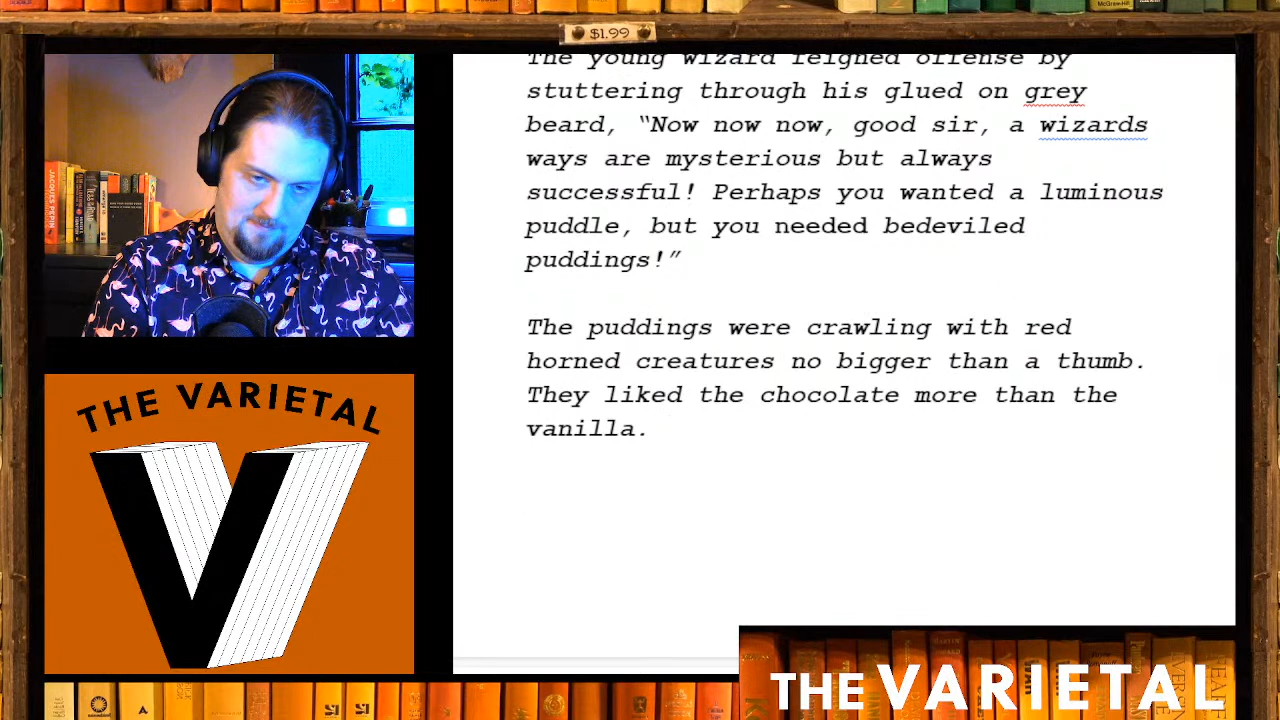 $1.99
The young wizard feigned offense by
stuttering through his glued on grey
beard, “Now now now, good sir, a wizards
ways are mysterious but always
successful! Perhaps you wanted a luminous
puddle, but you needed bedeviled
puddings!”
The puddings were crawling with red
horned creatures no bigger than a thumb.
They liked the chocolate more than the
vanilla.
JACQUES PEPIN
THE VARIETAL
THE VARIETAL